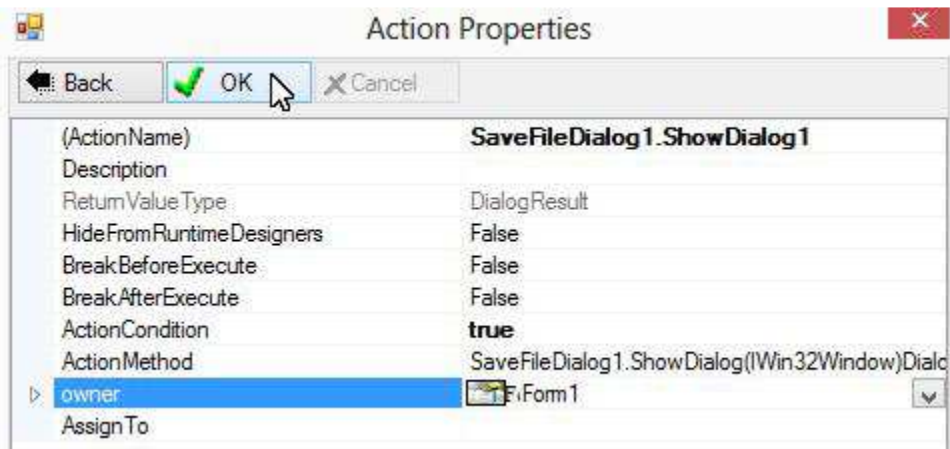 Action Properties
Back OK Cancel
(ActionName) SaveFileDialog1.ShowDialog1
Description
ReturnValueType DialogResult
HideFromRuntimeDesigners False
BreakBeforeExecute False
BreakAfterExecute False
ActionCondition true
ActionMethod SaveFileDialog1.ShowDialog(IWin32Window)Dialo
owner Form1
AssignTo